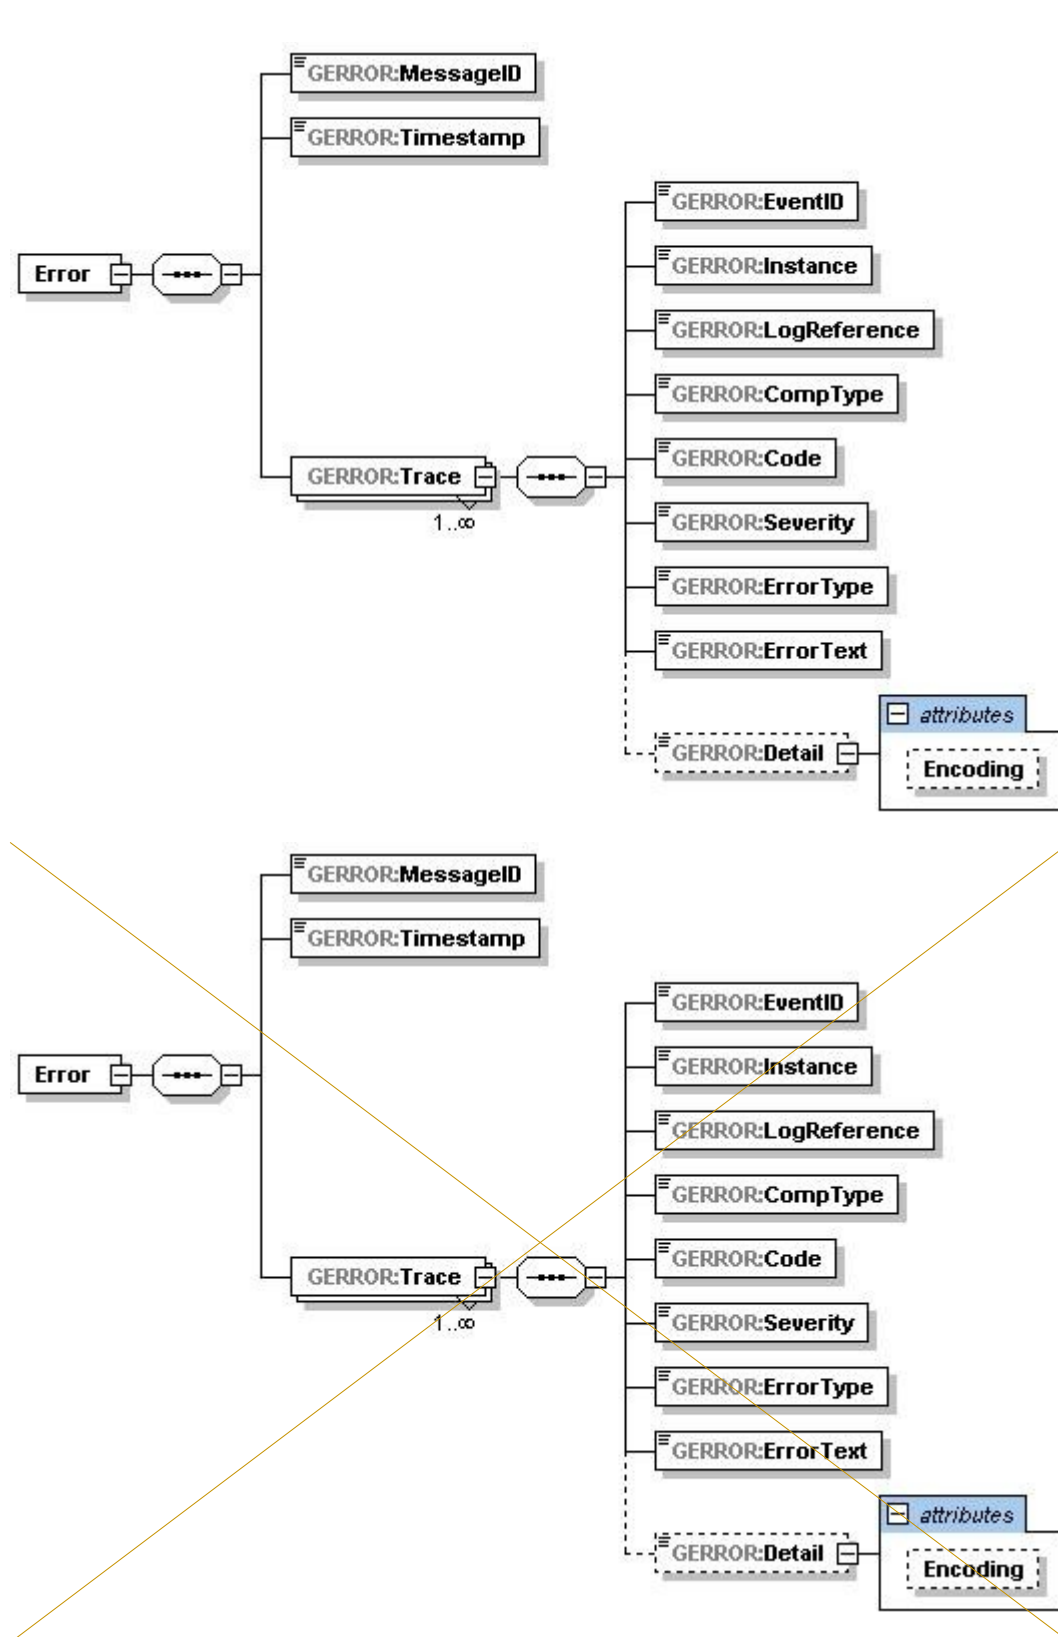 GERROR:MessageID
GERROR:Timestamp
GERROR:EventID
GERROR:Instance
Error
GERROR:LogReference
GERROR:CompType
GERROR:Code
GERROR:Trace
1..∞
GERROR:Severity
GERROR:ErrorType
GERROR:ErrorText
attributes
GERROR:Detail
Encoding
GERROR:MessageID
GERROR:Timestamp
GERROR:EventID
GERROR:Instance
Error
GERROR:LogReference
GERROR:CompType
GERROR:Code
GERROR:Trace
1..∞
GERROR:Severity
GERROR:ErrorType
GERROR:ErrorText
attributes
GERROR:Detail
Encoding